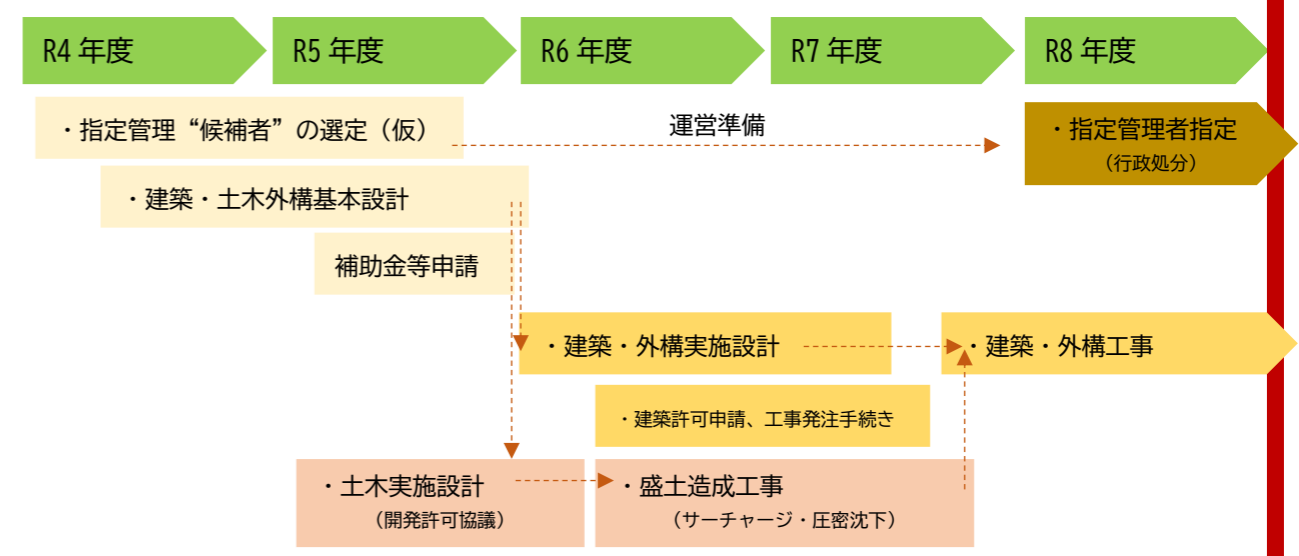 R4 年度
R5 年度
R6 年度
R7 年度
R8 年度
・指定管理“候補者”の選定（仮）
運営準備
・指定管理者指定
（行政処分）
・建築・土木外構基本設計
補助金等申請
・建築・外構実施設計
・建築・外構工事
・建築許可申請、工事発注手続き
・土木実施設計
（開発許可協議）
・盛土造成工事
（サーチャージ・圧密沈下）